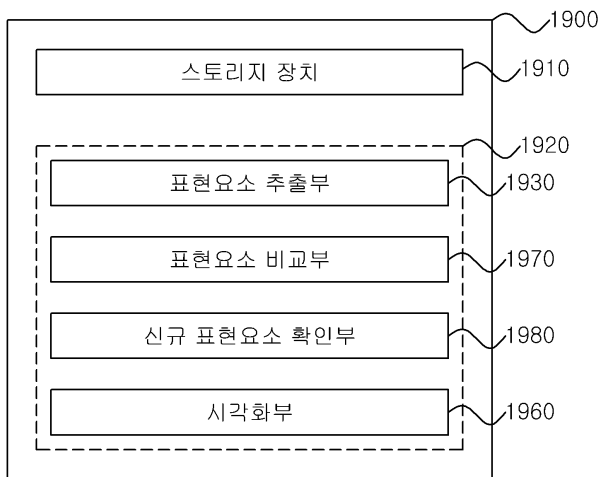 1900
스토리지 장치
1910
1920
표현요소 추출부
1930
표현요소 비교부
1970
신규 표현요소 확인부
1980
시각화부
1960